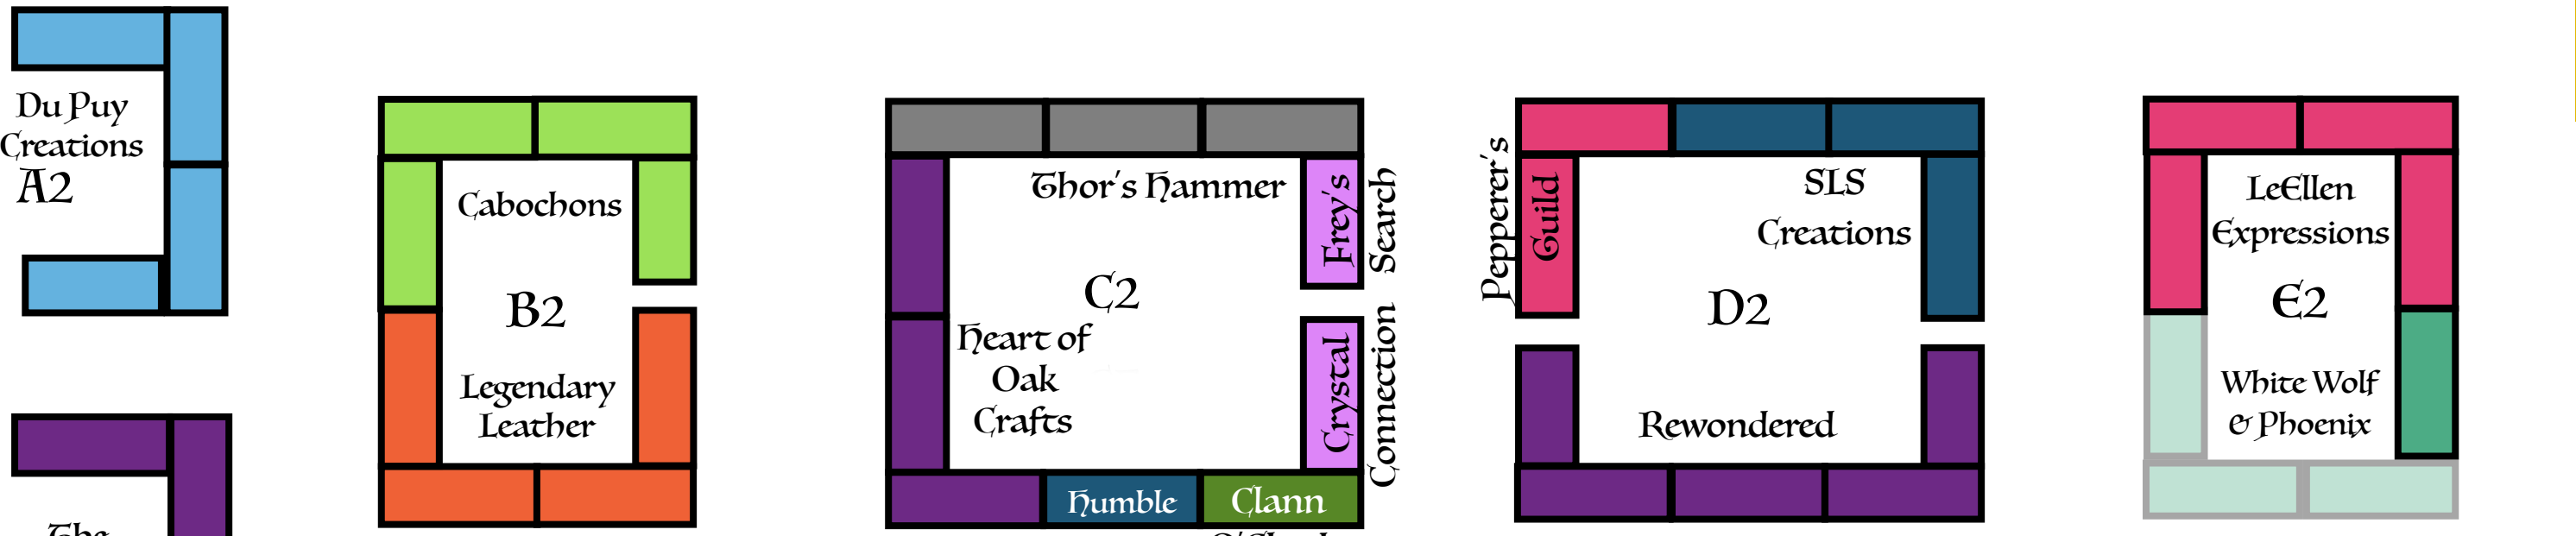 Du Puy
Creations
A2
The
Cabochons
B2
Legendary
Leather
Thor's Hammer
Frey's
Search
C2
Heart of
Oak
Crafts
Crystal
Connection
Humble
Clann
Pepperer's
Guild
SLS
Creations
D2
Rewondered
LeEllen
Expressions
E2
White Wolf
& Phoenix